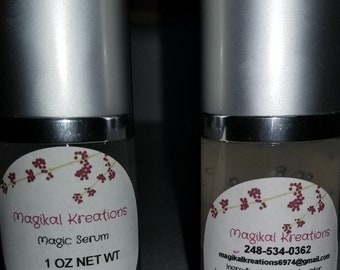 Magikal Kreations
Magic Serum
1 OZ NET WT
Magikal Kreations
248-534-0362
magikalkreations6974@gmail.com